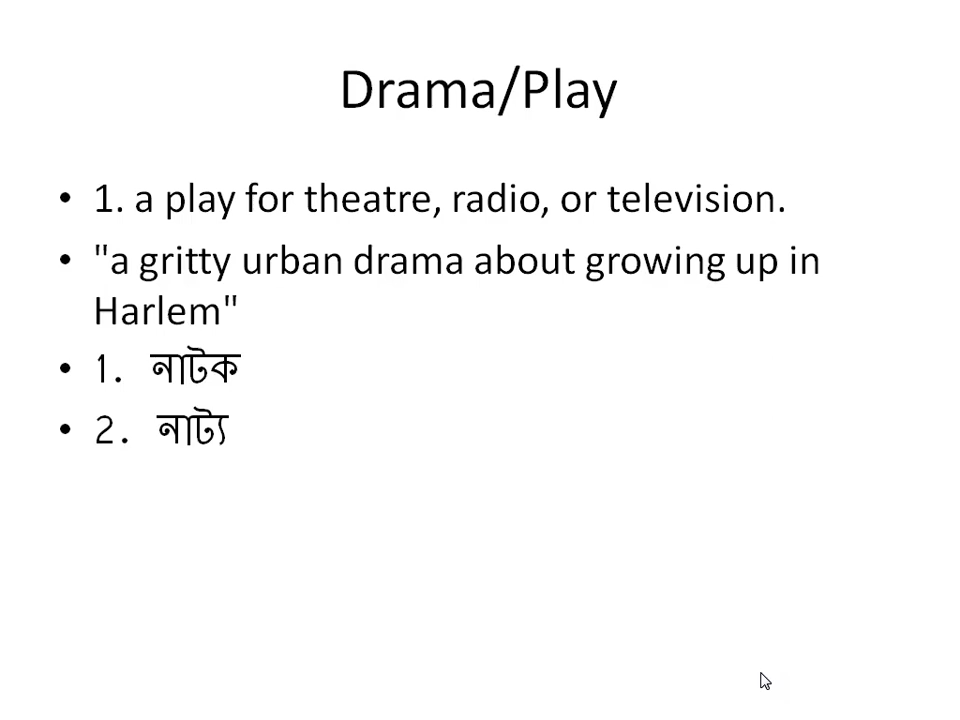 Drama/Play
• 1. a play for theatre, radio, or television.
• "a gritty urban drama about growing up in
Harlem"
• 1. নাটক
• 2. নাট্য